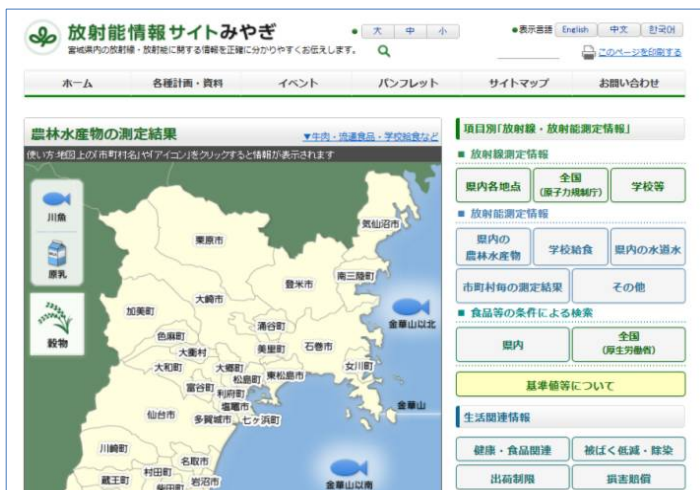 放射能情報サイトみやぎ
宮城県内の放射線・放射能に関する情報を正確に分かりやすくお伝えします。
大 中 小
表示言語 English 中文 한국어
このページを印刷する
ホーム 各種計画・資料 イベント パンフレット サイトマップ お問い合わせ
農林水産物の測定結果
▼牛肉・流通食品・学校給食など
使い方:地図上の「市町村名」や「アイコン」をクリックすると情報が表示されます
川魚
原乳
穀物
気仙沼市
栗原市
南三陸町
登米市
大崎市
加美町
金華山以北
涌谷町
色麻町
石巻市
美里町
大衡村
女川町
大和町
大郷町
松島町
東松島市
富谷町
利府町
塩竈市
金華山
仙台市
多賀城市
七ヶ浜町
川崎町
名取市
村田町
蔵王町
岩沼市
柴田町
金華山以南
項目別「放射線・放射能測定情報」
■ 放射線測定情報
県内各地点
全国
(原子力規制庁)
学校等
■ 放射能測定情報
県内の
農林水産物
学校給食
県内の水道水
市町村毎の測定結果
その他
■ 食品等の条件による検索
県内
全国
(厚生労働省)
基準値等について
生活関連情報
健康・食品関連
被ばく低減・除染
出荷制限
損害賠償